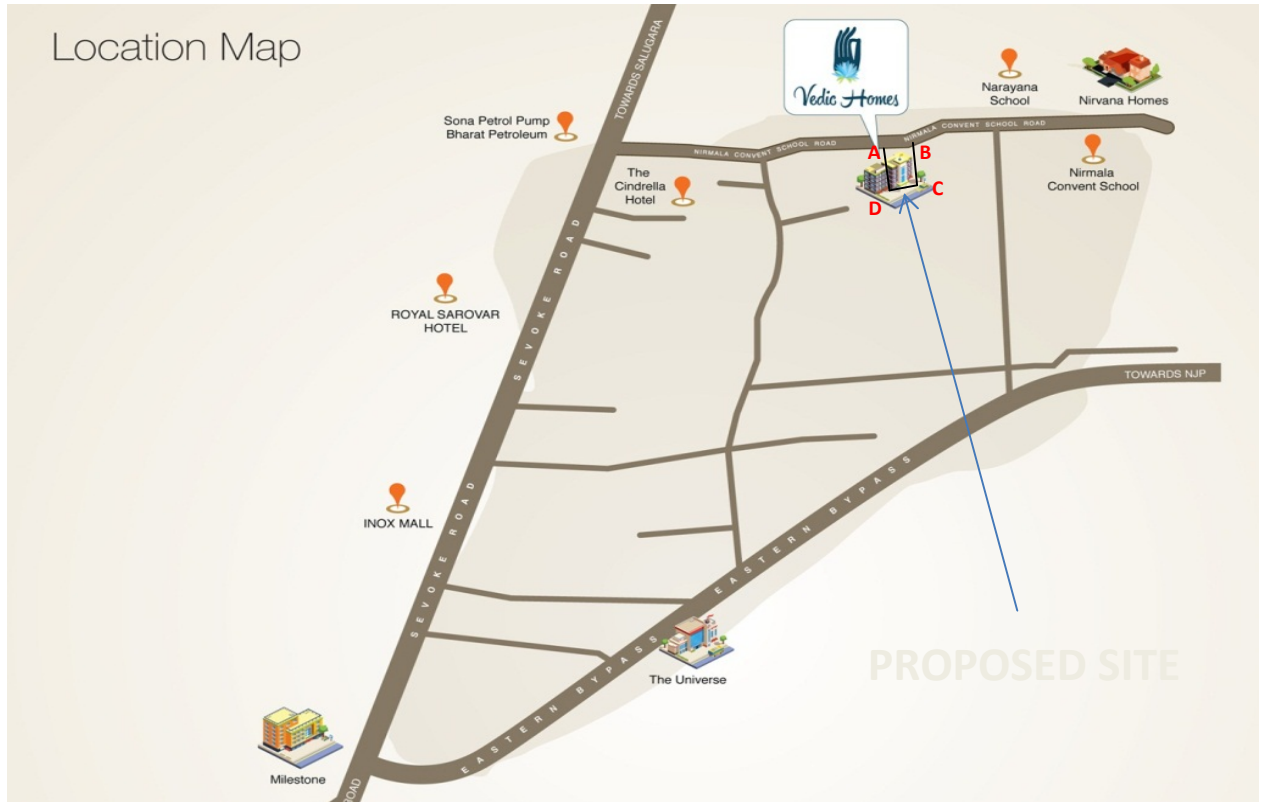 Location Map
TOWARDS SALUGARA
Vedic Homes
Narayana
School
Nirvana Homes
Sona Petrol Pump
Bharat Petroleum
NIRMALA CONVENT SCHOOL ROAD
NIRMALA CONVENT SCHOOL ROAD
A
B
C
D
The
Cindrella
Hotel
Nirmala
Convent School
SEVOKE ROAD
ROYAL SAROVAR
HOTEL
TOWARDS NJP
EASTERN BYPASS
INOX MALL
SEVOKE ROAD
PROPOSED SITE
The Universe
EASTERN BYPASS
Milestone
ROAD